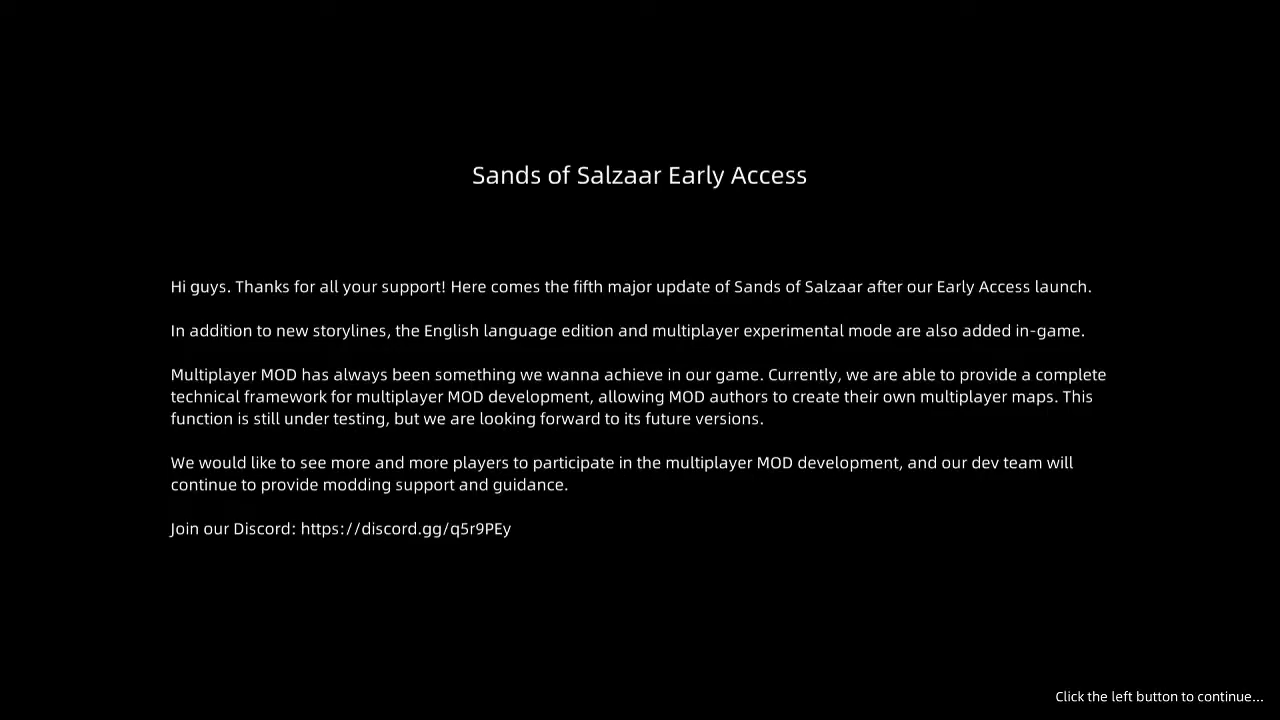 Sands of Salzaar Early Access
Hi guys. Thanks for all your support! Here comes the fifth major update of Sands of Salzaar after our Early Access launch.
In addition to new storylines, the English language edition and multiplayer experimental mode are also added in-game.
Multiplayer MOD has always been something we wanna achieve in our game. Currently, we are able to provide a complete
technical framework for multiplayer MOD development, allowing MOD authors to create their own multiplayer maps. This
function is still under testing, but we are looking forward to its future versions.
We would like to see more and more players to participate in the multiplayer MOD development, and our dev team will
continue to provide modding support and guidance.
Join our Discord: https://discord.gg/q5r9PEy
Click the left button to continue...